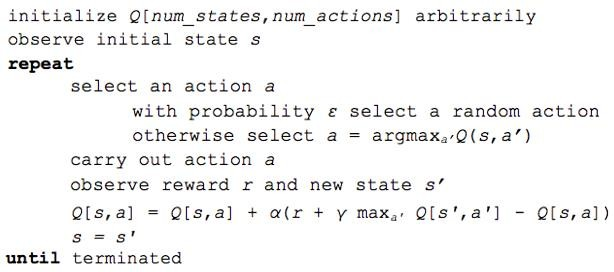 initialize Q[num_states,num_actions] arbitrarily
observe initial state s
repeat
select an action a
with probability ε select a random action
otherwise select a = argmaxₐ′Q(s,a′)
carry out action a
observe reward r and new state s′
Q[s,a] = Q[s,a] + α(r + γ maxₐ' Q[s',a'] - Q[s,a])
s = s'
until terminated